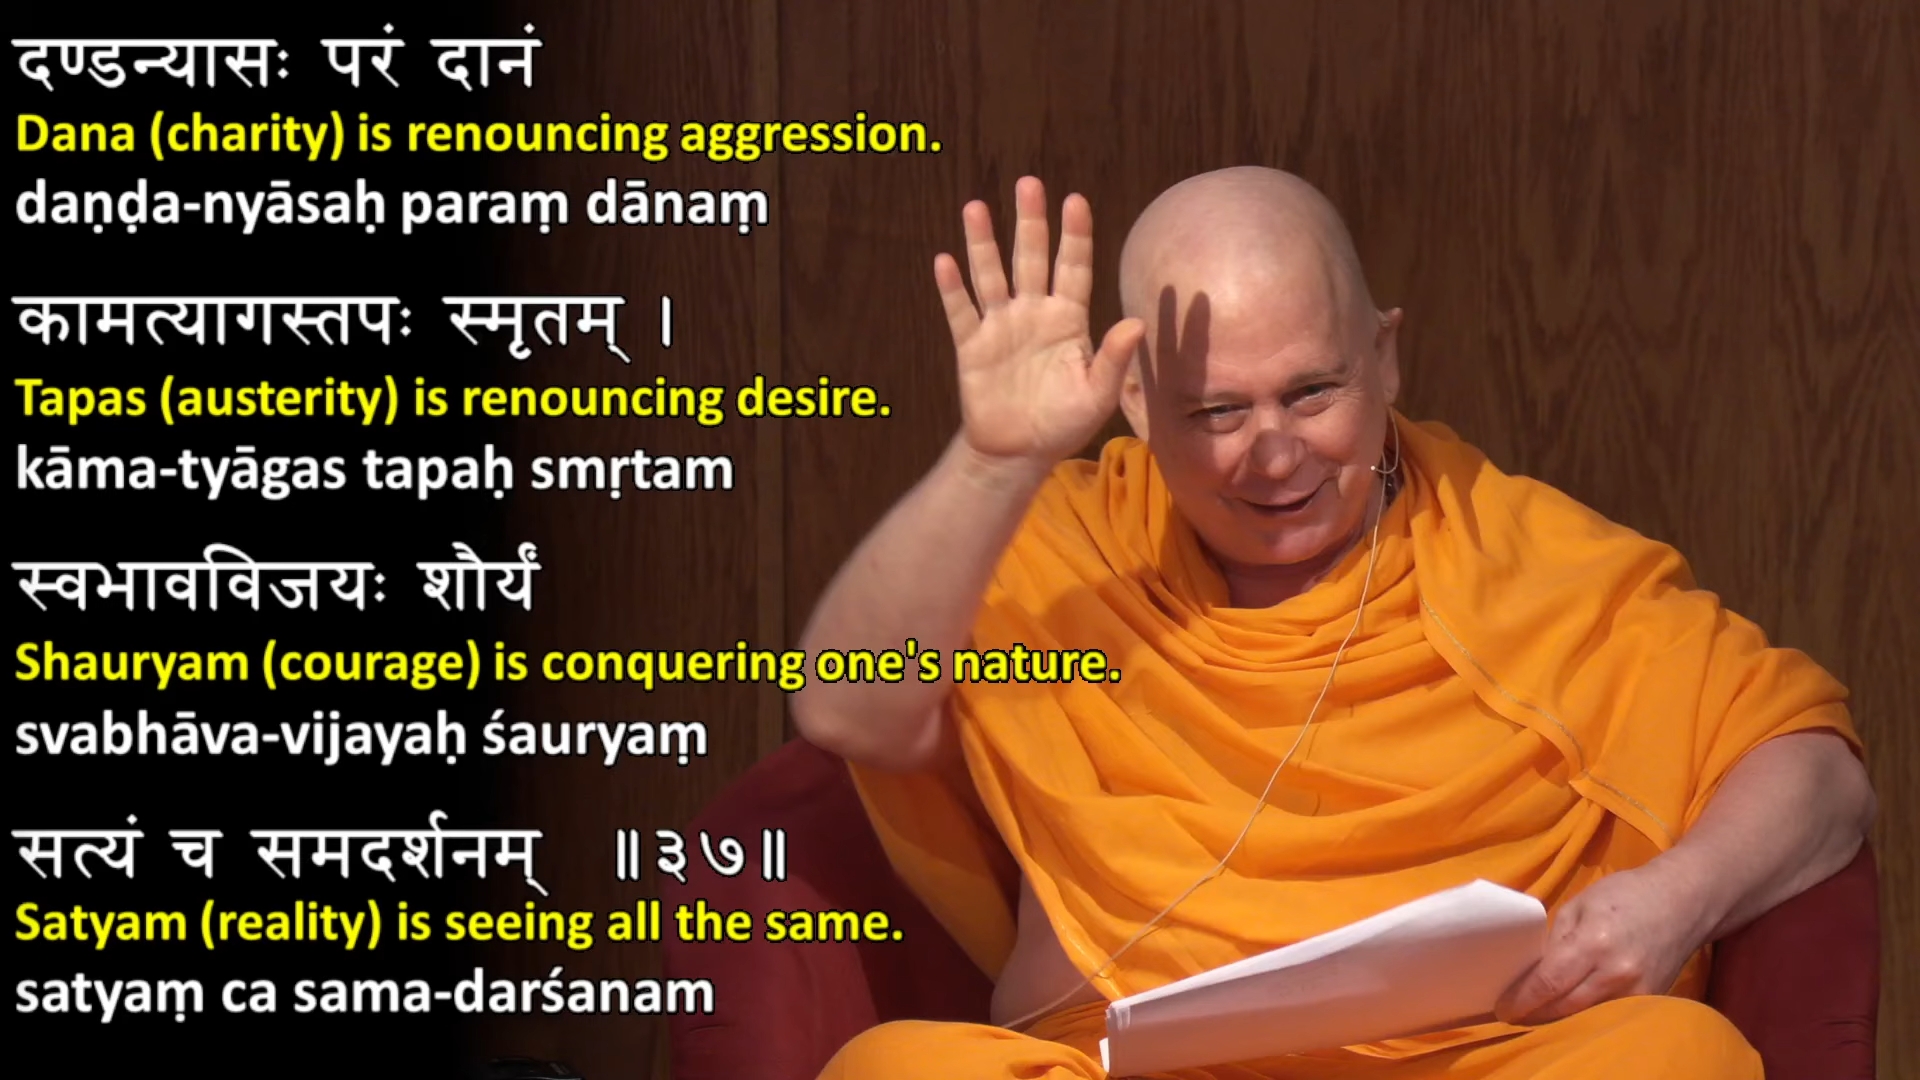 दण्डन्यासः परं दानं
Dana (charity) is renouncing aggression.
daṇḍa-nyāsaḥ paraṃ dānaṃ
कामत्यागस्तपः स्मृतम् ।
Tapas (austerity) is renouncing desire.
kāma-tyāgas tapaḥ smṛtam
स्वभावविजयः शौर्यं
Shauryam (courage) is conquering one's nature.
svabhāva-vijayaḥ śauryaṃ
सत्यं च समदर्शनम् ॥३७॥
Satyam (reality) is seeing all the same.
satyaṃ ca sama-darśanam